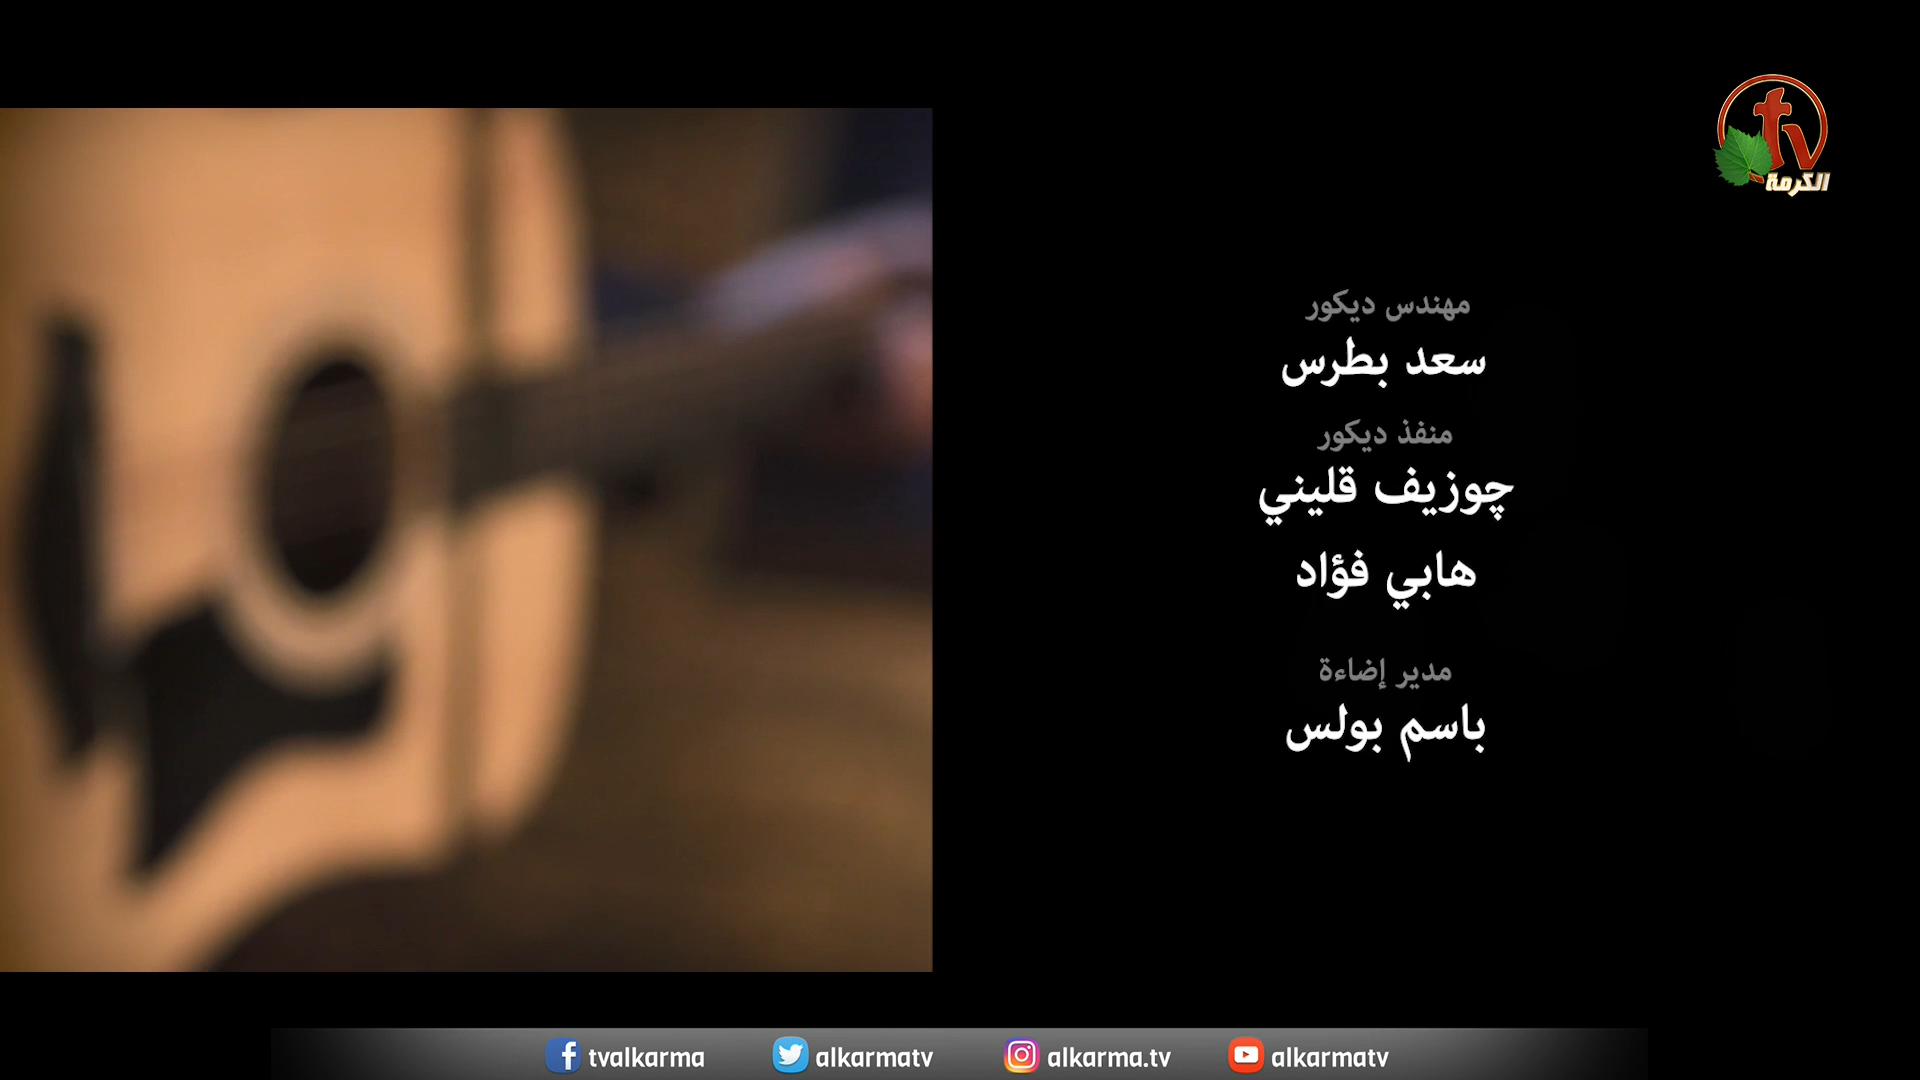 tv
الكرمة
مهندس ديكور
سعد بطرس
منفذ ديكور
چوزيف قليني
هابي فؤاد
مدير إضاءة
باسم بولس
tvalkarma
alkarmatv
alkarma.tv
alkarmatv